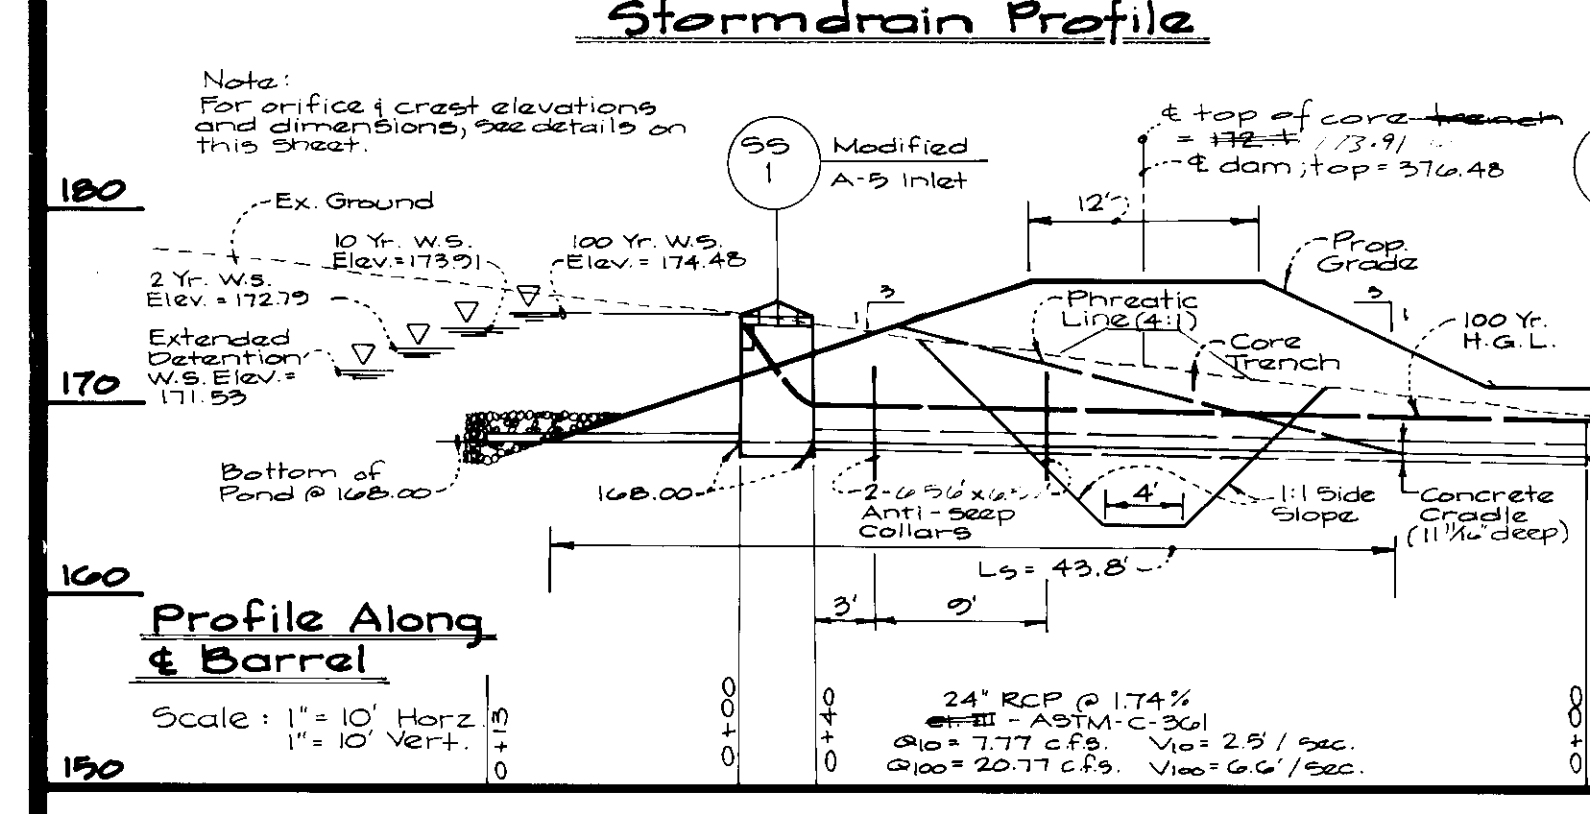 Stormdrain Profile
Note:
For orifice & crest elevations
and dimensions, see details on
this sheet.
SS
1
Modified
A-5 Inlet
℄ top of core trench
= 172.± 173.91
℄ dam; top = 376.48
180
Ex. Ground
10 Yr. W.S.
Elev. = 173.91
100 Yr. W.S.
Elev. = 174.48
2 Yr. W.S.
Elev. = 172.79
Extended
Detention
W.S. Elev. =
171.53
12'
Prop.
Grade
3
1
Phreatic
Line (4:1)
Core
Trench
3
1
100 Yr.
H.G.L.
170
Bottom of
Pond @ 168.00
168.00
Anti-seep
Collars
4'
1:1 Side
Slope
Concrete
Cradle
(11 11/16" deep)
Ls = 43.8'
160
3'
9'
Profile Along
℄ Barrel
Scale: 1" = 10' Horz.
1" = 10' Vert.
0+13
0+00
0+40
24" RCP @ 1.74%
Cl. III - ASTM-C-361
Q10 = 7.77 c.f.s. V10 = 2.5'/sec.
Q100 = 20.77 c.f.s. V100 = 6.6'/sec.
150